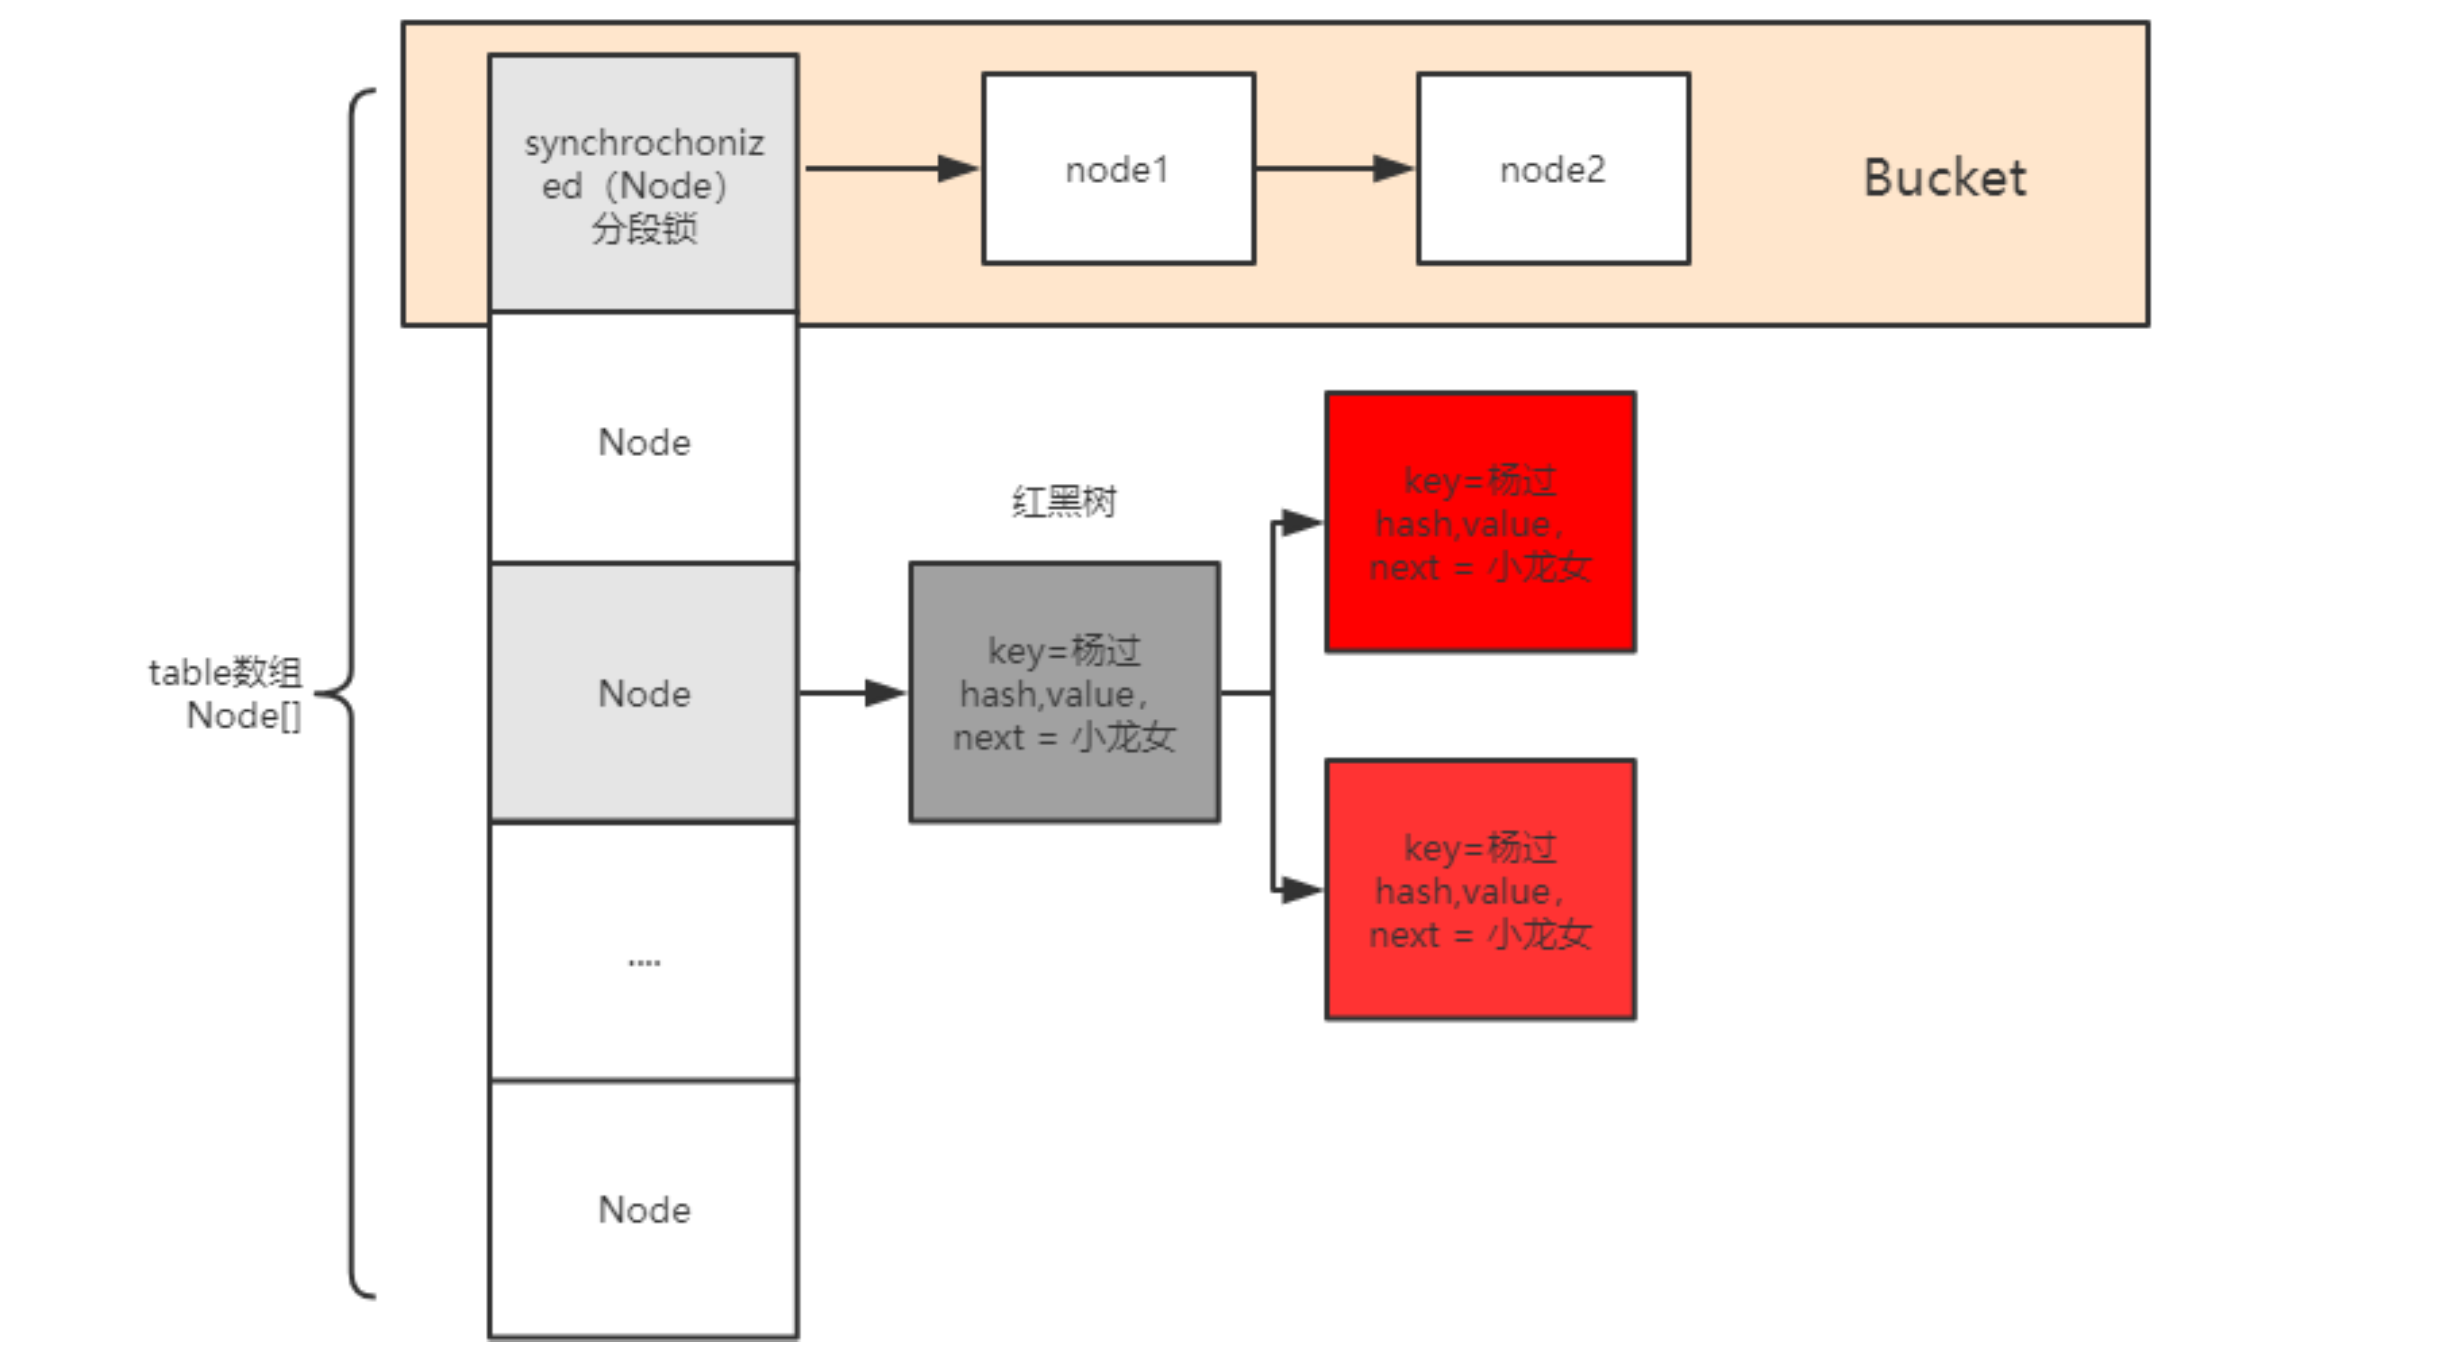 synchrochoniz
ed（Node）
分段锁
node1
node2
Bucket
Node
红黑树
key=杨过
hash,value，
next = 小龙女
table数组
Node[]
Node
key=杨过
hash,value，
next = 小龙女
key=杨过
hash,value，
next = 小龙女
....
Node